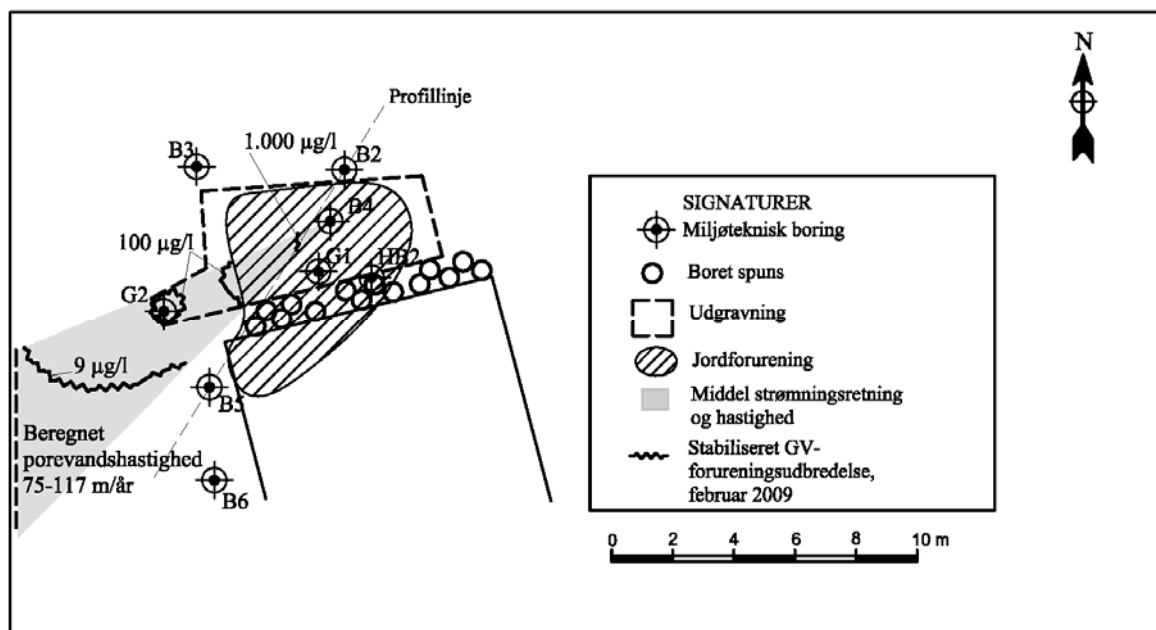 N
Profillinje
1.000 µg/l
B3
B2
B4
100 µg/l
G1
HB2
G2
9 µg/l
B5
Beregnet
porevandshastighed
75-117 m/år
B6
SIGNATURER
Miljøteknisk boring
Boret spuns
Udgravning
Jordforurening
Middel strømningsretning
og hastighed
Stabiliseret GV-
forureningsudbredelse,
februar 2009
0 2 4 6 8 10 m